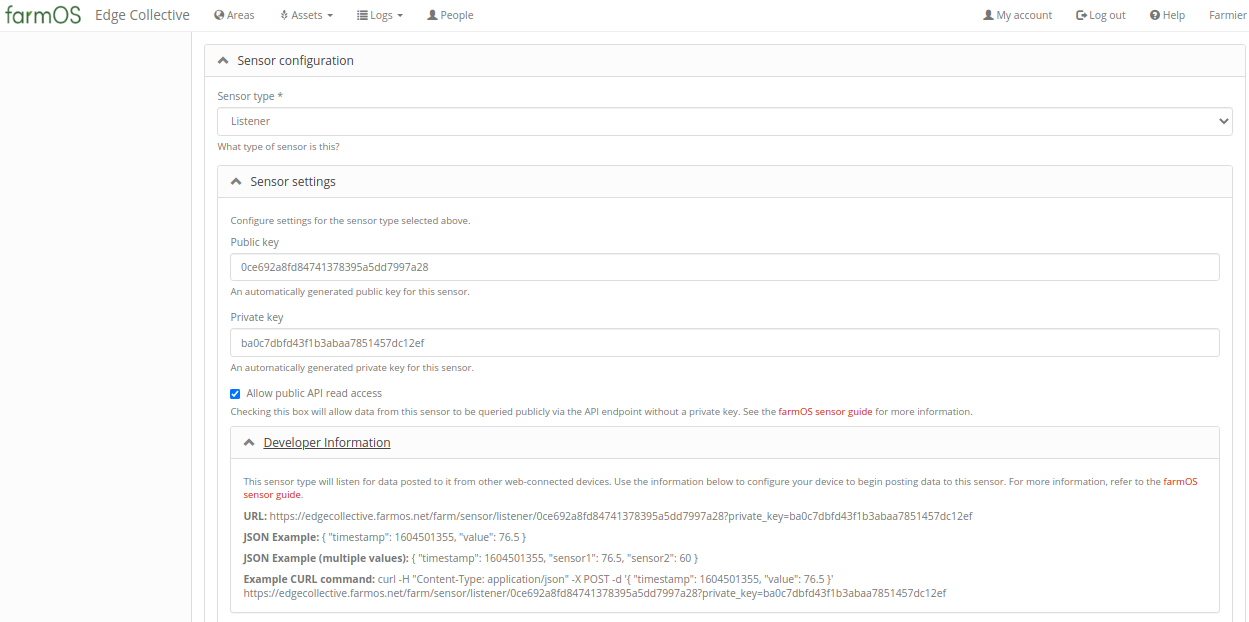 farmOS Edge Collective Areas Assets Logs People My account Log out Help Farmier
Sensor configuration
Sensor type *
Listener
What type of sensor is this?
Sensor settings
Configure settings for the sensor type selected above.
Public key
0ce692a8fd84741378395a5dd7997a28
An automatically generated public key for this sensor.
Private key
ba0c7dbfd43f1b3abaa7851457dc12ef
An automatically generated private key for this sensor.
Allow public API read access
Checking this box will allow data from this sensor to be queried publicly via the API endpoint without a private key. See the farmOS sensor guide for more information.
Developer Information
This sensor type will listen for data posted to it from other web-connected devices. Use the information below to configure your device to begin posting data to this sensor. For more information, refer to the farmOS
sensor guide.
URL: https://edgecollective.farmos.net/farm/sensor/listener/0ce692a8fd84741378395a5dd7997a28?private_key=ba0c7dbfd43f1b3abaa7851457dc12ef
JSON Example: { "timestamp": 1604501355, "value": 76.5 }
JSON Example (multiple values): { "timestamp": 1604501355, "sensor1": 76.5, "sensor2": 60 }
Example CURL command: curl -H "Content-Type: application/json" -X POST -d '{ "timestamp": 1604501355, "value": 76.5 }'
https://edgecollective.farmos.net/farm/sensor/listener/0ce692a8fd84741378395a5dd7997a28?private_key=ba0c7dbfd43f1b3abaa7851457dc12ef